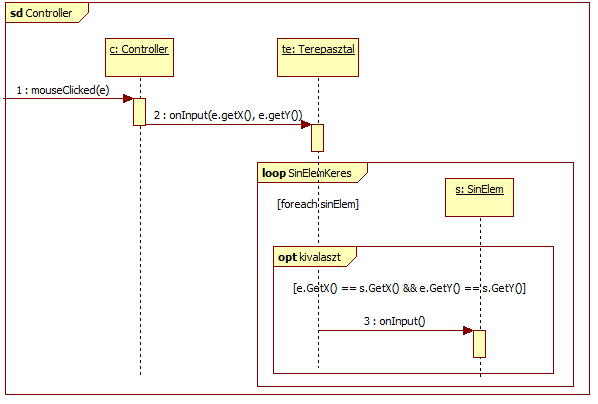 sd Controller
c: Controller
te: Terepasztal
1 : mouseClicked(e)
2 : onInput(e.getX(), e.getY())
loop SinElemKeres
s: SinElem
[foreach sinElem]
opt kivalaszt
[e.GetX() == s.GetX() && e.GetY() == s.GetY()]
3 : onInput()